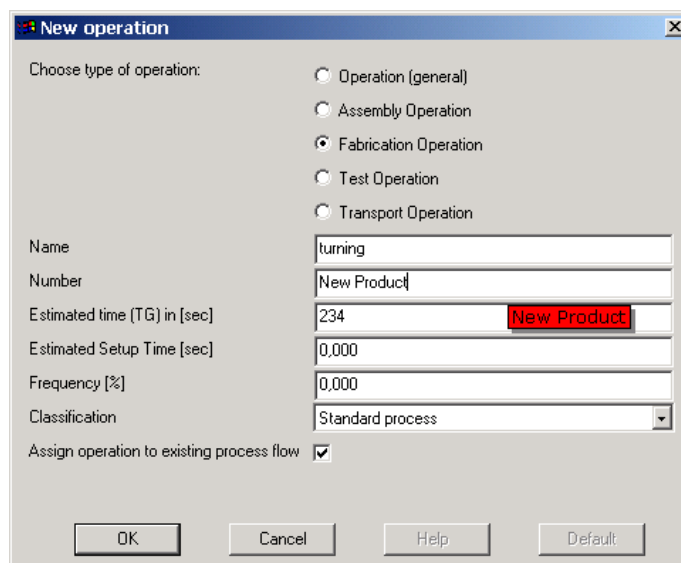 New operation
Choose type of operation:
Operation (general)
Assembly Operation
Fabrication Operation
Test Operation
Transport Operation
Name turning
Number New Product
Estimated time (TG) in [sec] 234 New Product
Estimated Setup Time [sec] 0,000
Frequency [%] 0,000
Classification Standard process
Assign operation to existing process flow
OK Cancel Help Default